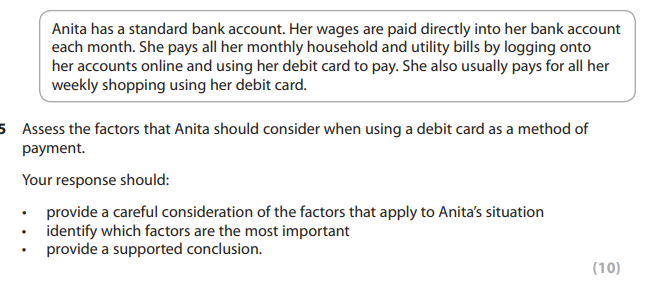 Anita has a standard bank account. Her wages are paid directly into her bank account
each month. She pays all her monthly household and utility bills by logging onto
her accounts online and using her debit card to pay. She also usually pays for all her
weekly shopping using her debit card.
5 Assess the factors that Anita should consider when using a debit card as a method of
payment.
Your response should:
• provide a careful consideration of the factors that apply to Anita's situation
• identify which factors are the most important
• provide a supported conclusion.
(10)